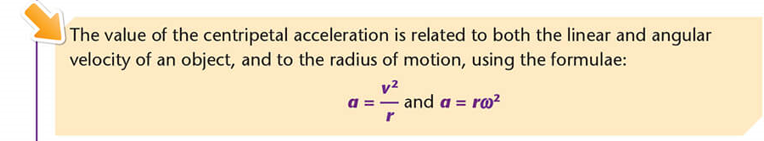 The value of the centripetal acceleration is related to both the linear and angular
velocity of an object, and to the radius of motion, using the formulae:
a = v²/r and a = rω²